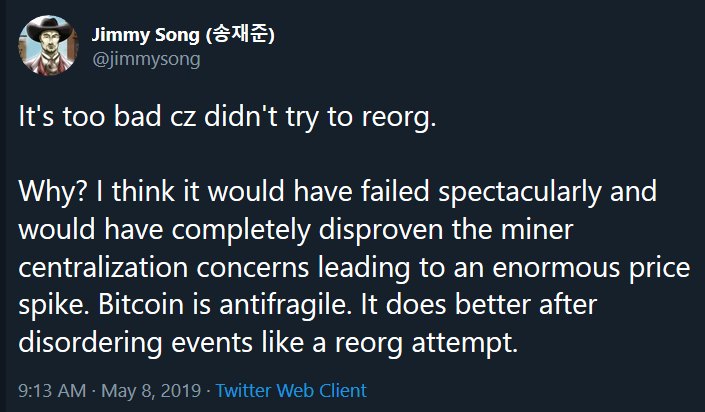 Jimmy Song (송재준)
@jimmysong
It's too bad cz didn't try to reorg.
Why? I think it would have failed spectacularly and
would have completely disproven the miner
centralization concerns leading to an enormous price
spike. Bitcoin is antifragile. It does better after
disordering events like a reorg attempt.
9:13 AM · May 8, 2019 · Twitter Web Client